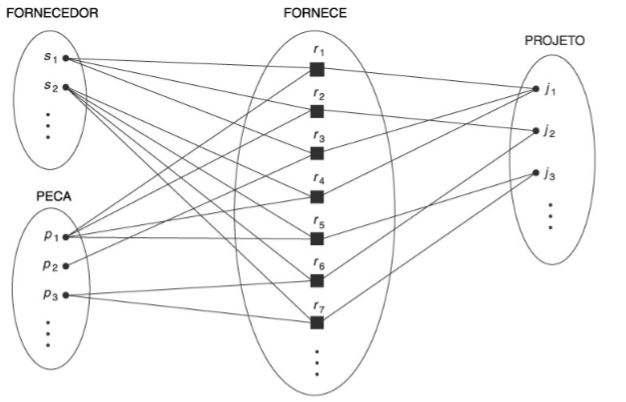 FORNECEDOR
s1
s2
FORNECE
r1
r2
r3
r4
r5
r6
r7
PROJETO
j1
j2
j3
PECA
p1
p2
p3